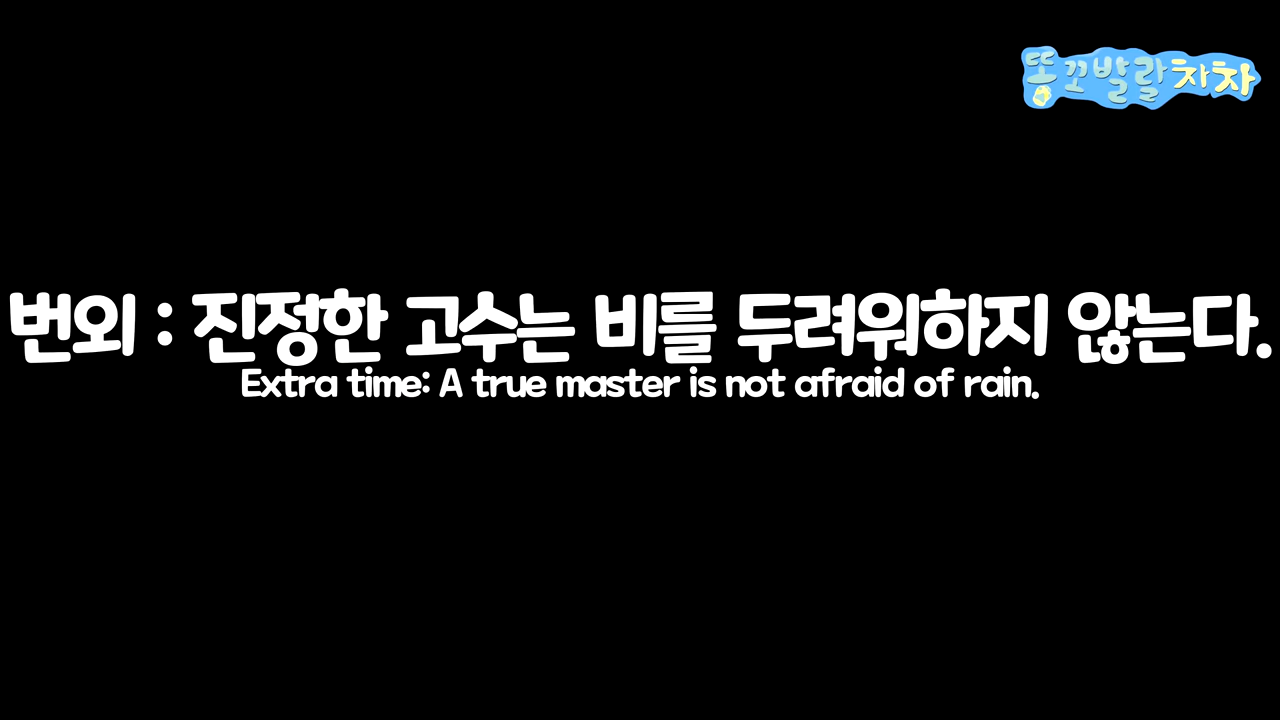 똥꼬발랄차차
번외 : 진정한 고수는 비를 두려워하지 않는다.
Extra time: A true master is not afraid of rain.